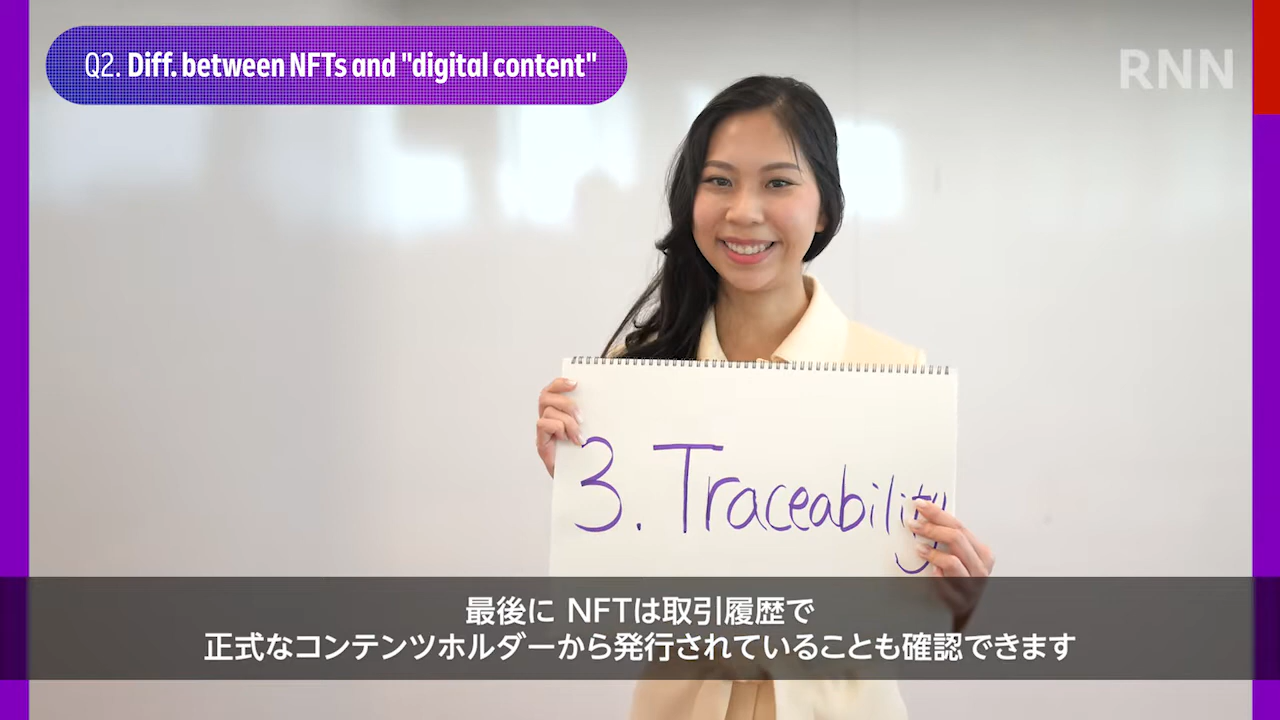 Q2. Diff. between NFTs and "digital content"
RNN
3. Traceability
最後に NFTは取引履歴で
正式なコンテンツホルダーから発行されていることも確認できます